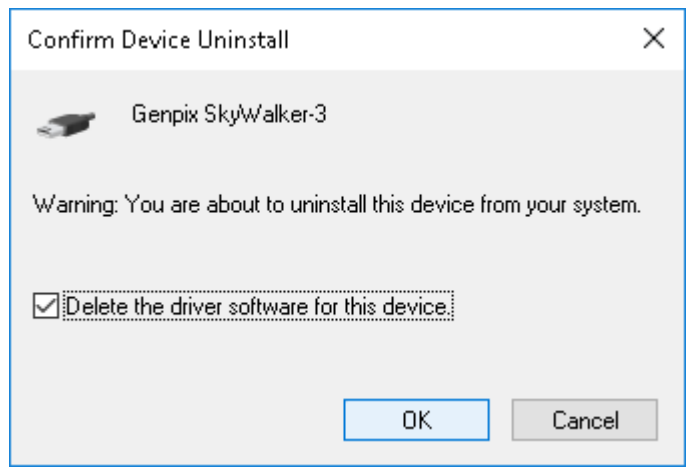 Confirm Device Uninstall
Genpix SkyWalker-3
Warning: You are about to uninstall this device from your system.
Delete the driver software for this device.
OK Cancel